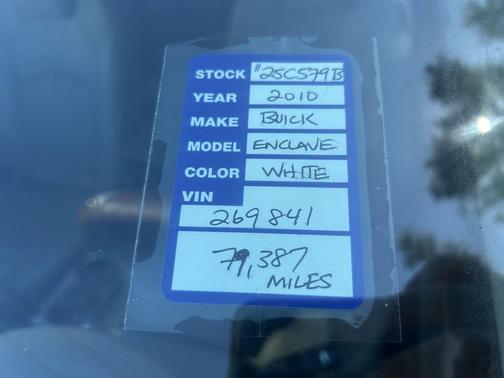 STOCK #25C579B
YEAR 2010
MAKE BUICK
MODEL ENCLAVE
COLOR WHITE
VIN
269841
79,387
MILES